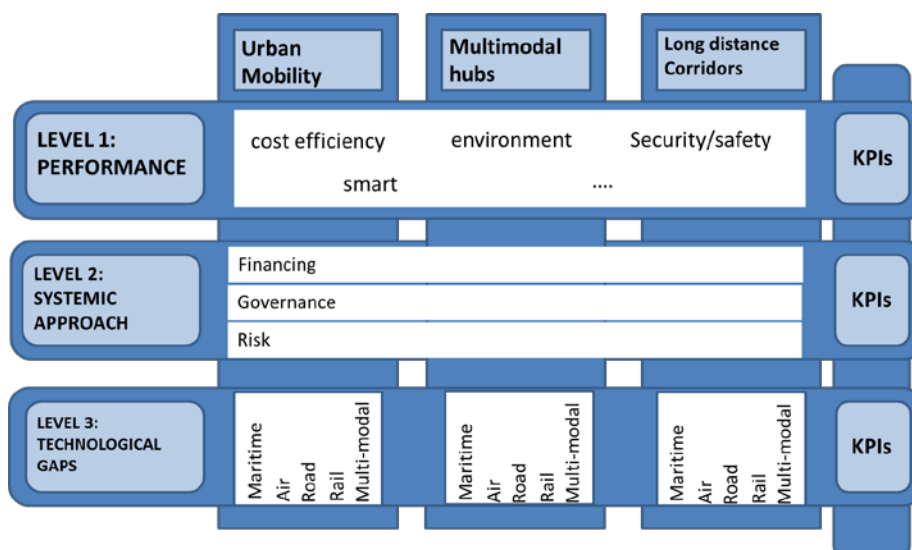 Urban
Mobility
Multimodal
hubs
Long distance
Corridors
LEVEL 1:
PERFORMANCE
cost efficiency
environment
Security/safety
smart
....
KPIs
LEVEL 2:
SYSTEMIC
APPROACH
Financing
Governance
Risk
KPIs
LEVEL 3:
TECHNOLOGICAL
GAPS
Maritime
Air
Road
Rail
Multi-modal
Maritime
Air
Road
Rail
Multi-modal
Maritime
Air
Road
Rail
Multi-modal
KPIs